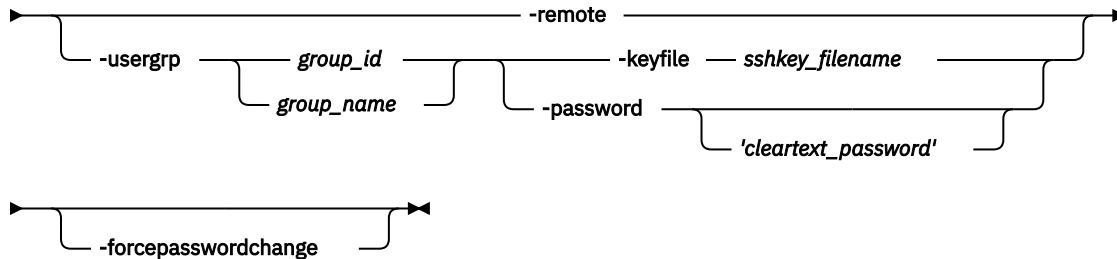 -remote
-usergrp group_id -keyfile sshkey_filename
group_name -password
'cleartext_password'
-forcepasswordchange